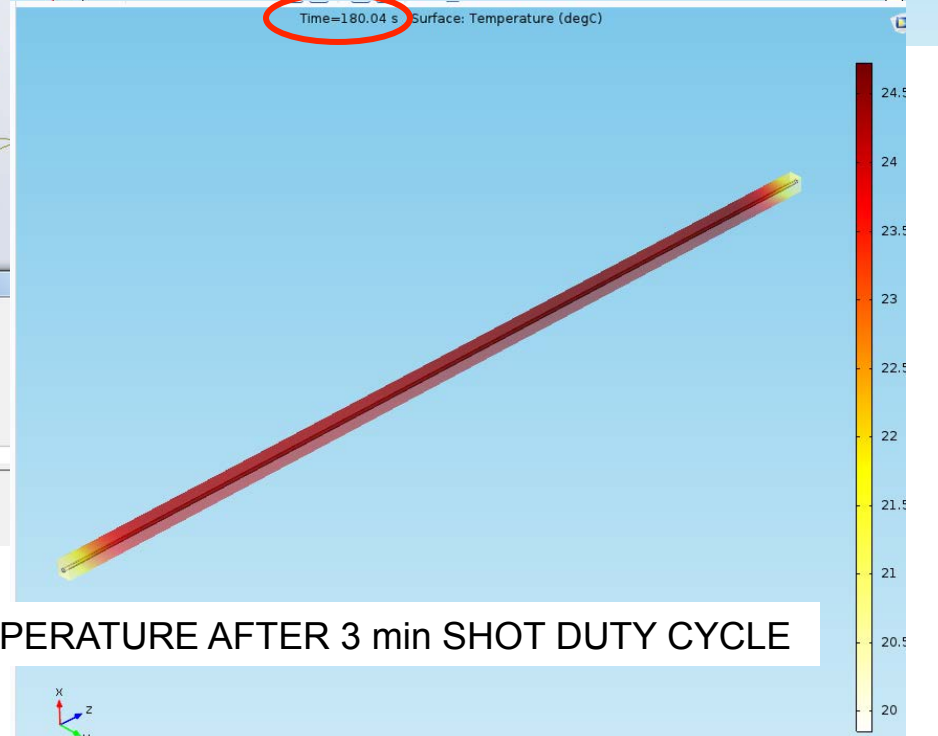 Time=180.04 s Surface: Temperature (degC)
24.5
24
23.5
23
22.5
22
21.5
21
20.5
20
PERATURE AFTER 3 min SHOT DUTY CYCLE
x
z